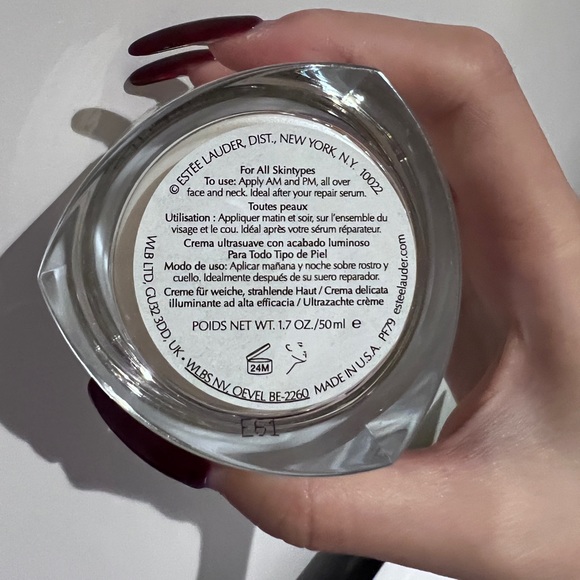 © ESTĒE LAUDER, DIST., NEW YORK, N.Y. 10022
For All Skintypes
To use: Apply AM and PM, all over
face and neck. Ideal after your repair serum.
Toutes peaux
Utilisation : Appliquer matin et soir, sur l'ensemble du
visage et le cou. Idéal après votre sérum réparateur.
Crema ultrasuave con acabado luminoso
Para Todo Tipo de Piel
Modo de uso: Aplicar mañana y noche sobre rostro y
cuello. Idealmente después de su suero reparador.
Creme für weiche, strahlende Haut / Crema delicata
illuminante ad alta efficacia / Ultrazachte crème
POIDS NET WT. 1.7 OZ./50 ml ℮
24M
WLB LTD, GU32 3DD, UK • WLBS NV, OEVEL BE-2260 MADE IN U.S.A. PF79 esteelauder.com
E61